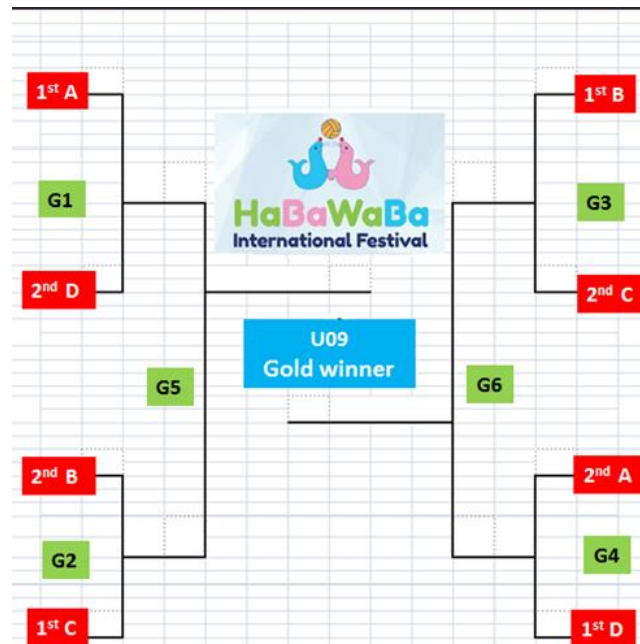 1st A
1st B
G1
G3
HaBaWaBa
International Festival
2nd D
2nd C
U09
Gold winner
G5
G6
2nd B
2nd A
G2
G4
1st C
1st D